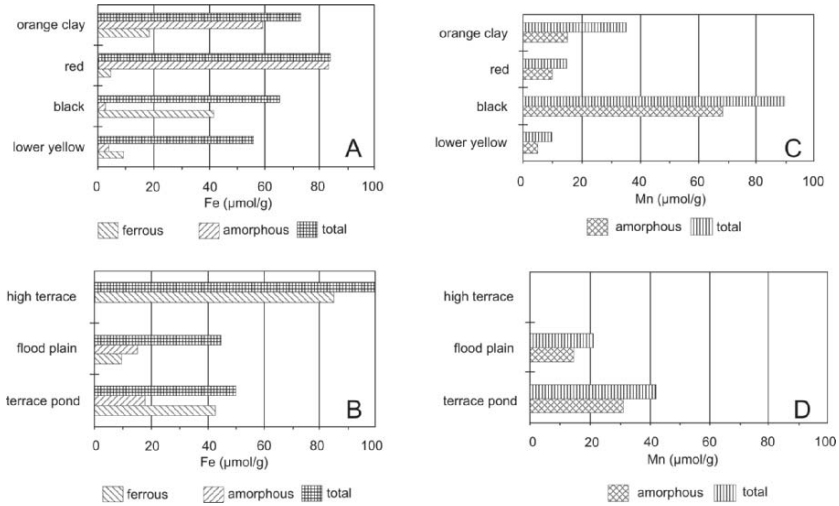 orange clay
red
black
lower yellow
A
0 20 40 60 80 100
Fe (µmol/g)
ferrous amorphous total
orange clay
red
black
lower yellow
C
0 20 40 60 80 100
Mn (µmol/g)
amorphous total
high terrace
flood plain
terrace pond
B
0 20 40 60 80 100
Fe (µmol/g)
ferrous amorphous total
high terrace
flood plain
terrace pond
D
0 20 40 60 80 100
Mn (µmol/g)
amorphous total